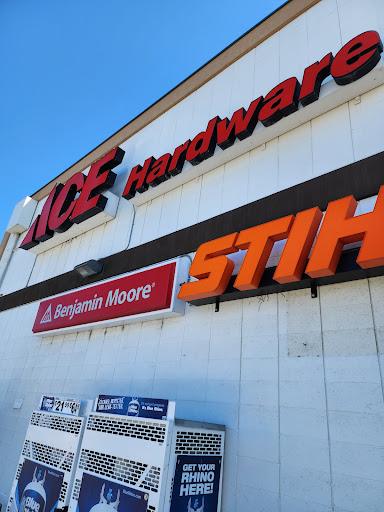 ACE Hardware
STIH
Benjamin Moore®
GET YOUR
RHINO
HERE!